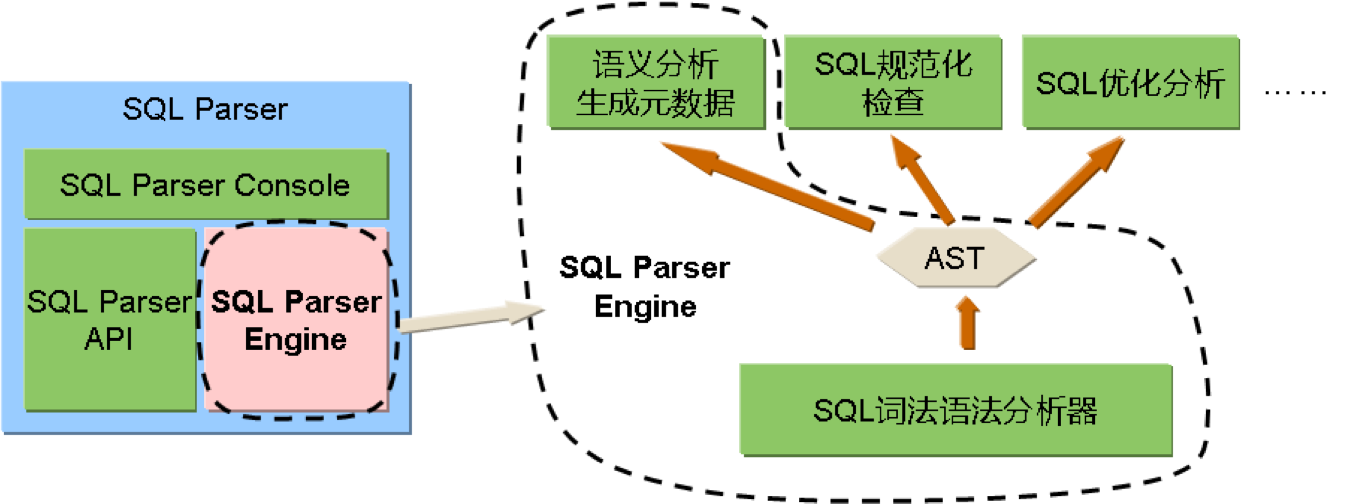 SQL Parser
SQL Parser Console
SQL Parser
API
SQL Parser
Engine
语义分析
生成元数据
SQL规范化
检查
SQL优化分析
……
SQL Parser
Engine
AST
SQL词法语法分析器